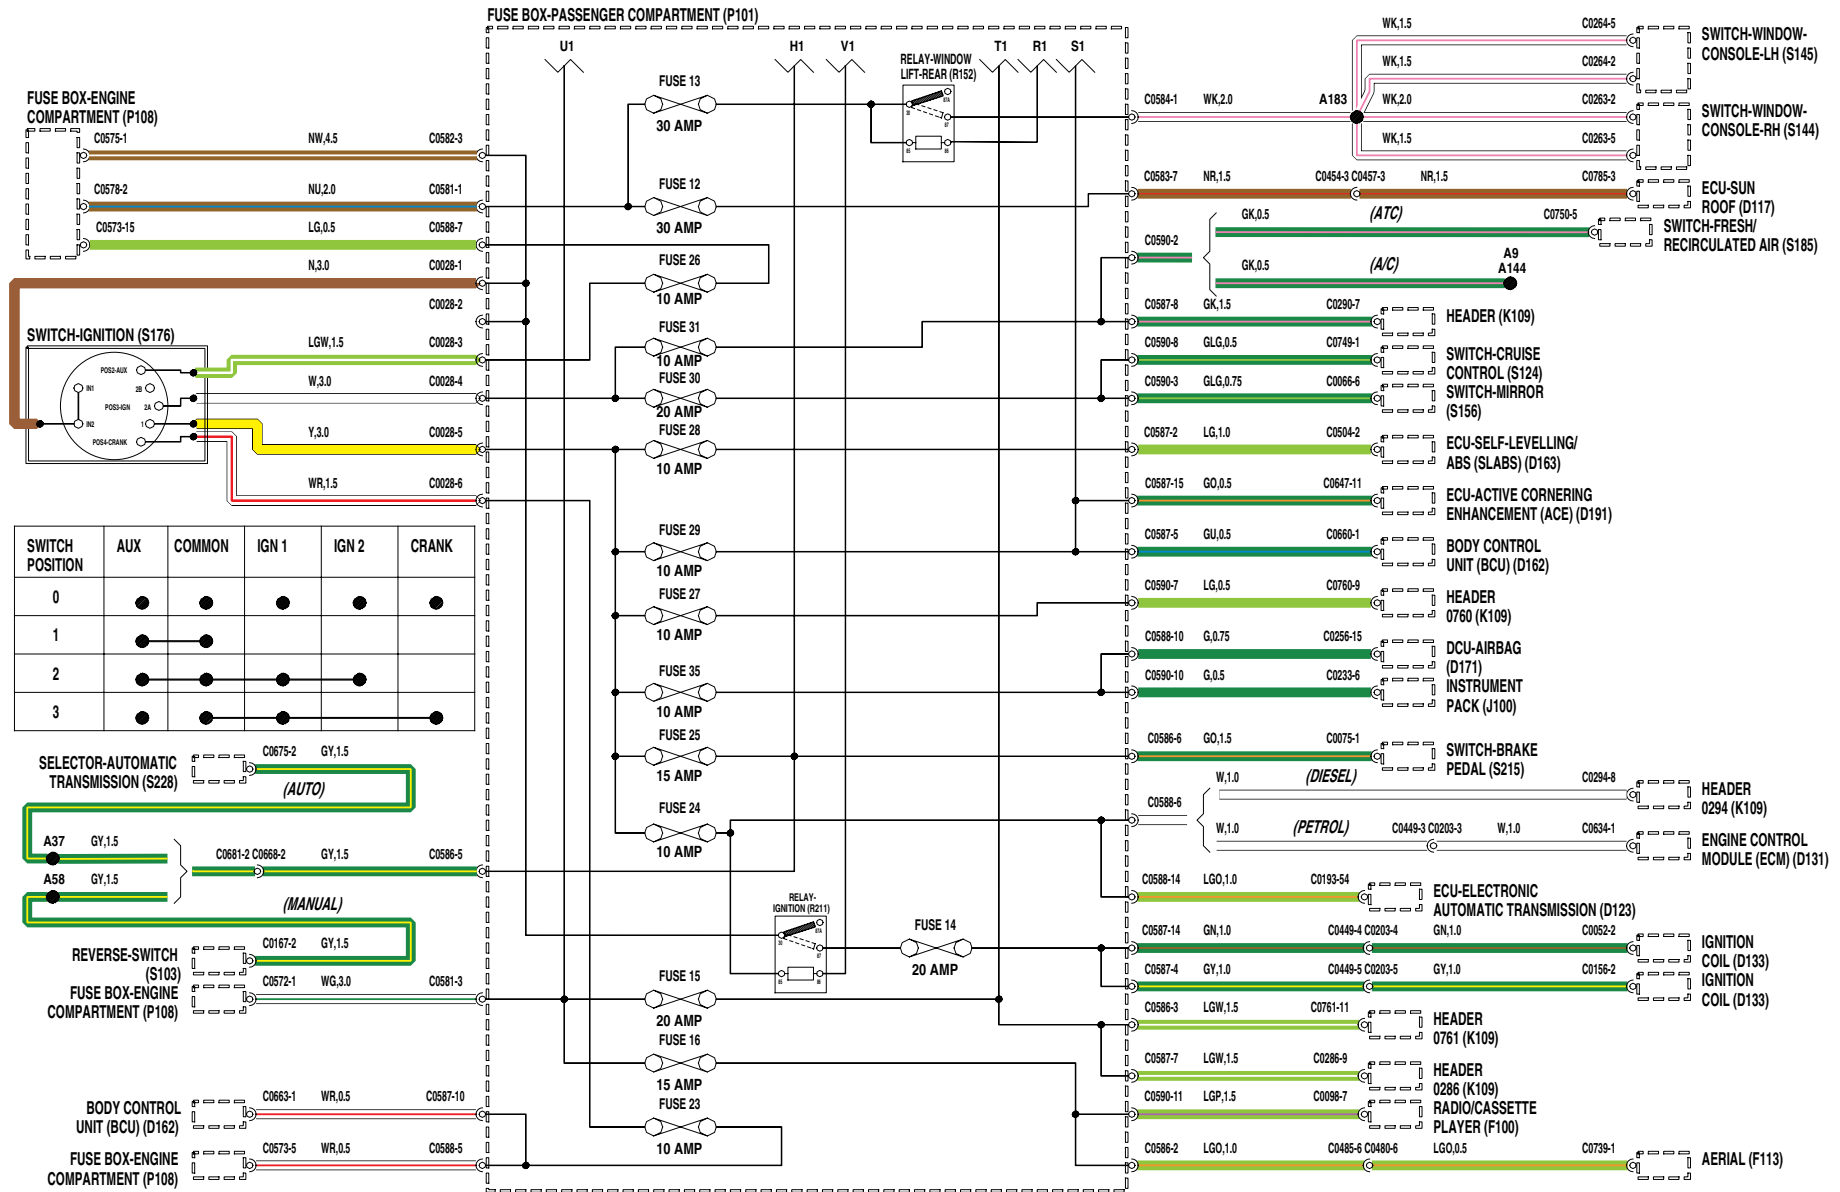 FUSE BOX-PASSENGER COMPARTMENT (P101)
U1
H1
V1
T1
R1
S1
RELAY-WINDOW
LIFT-REAR (R152)
87A
30
87
85
86
FUSE 13
30 AMP
FUSE 12
30 AMP
FUSE 26
10 AMP
FUSE 31
10 AMP
FUSE 30
20 AMP
FUSE 28
10 AMP
FUSE 29
10 AMP
FUSE 27
10 AMP
FUSE 35
10 AMP
FUSE 25
15 AMP
FUSE 24
10 AMP
RELAY-
IGNITION (R211)
87A
30
87
85
86
FUSE 14
20 AMP
FUSE 15
20 AMP
FUSE 16
15 AMP
FUSE 23
10 AMP
FUSE BOX-ENGINE
COMPARTMENT (P108)
C0575-1 NW,4.5 C0582-3
C0578-2 NU,2.0 C0581-1
C0573-15 LG,0.5 C0588-7
N,3.0 C0028-1
C0028-2
SWITCH-IGNITION (S176)
LGW,1.5 C0028-3
W,3.0 C0028-4
Y,3.0 C0028-5
WR,1.5 C0028-6
POS2-AUX
IN1
2B
POS3-IGN
2A
IN2
1
POS4-CRANK
SWITCH
POSITION
AUX COMMON IGN 1 IGN 2 CRANK
0
1
2
3
SELECTOR-AUTOMATIC
TRANSMISSION (S228)
C0675-2 GY,1.5
(AUTO)
A37 GY,1.5
C0681-2 C0668-2 GY,1.5 C0586-5
A58 GY,1.5
(MANUAL)
REVERSE-SWITCH
(S103)
C0167-2 GY,1.5
FUSE BOX-ENGINE
COMPARTMENT (P108)
C0572-1 WG,3.0 C0581-3
BODY CONTROL
UNIT (BCU) (D162)
C0663-1 WR,0.5 C0587-10
FUSE BOX-ENGINE
COMPARTMENT (P108)
C0573-5 WR,0.5 C0588-5
C0584-1 WK,2.0 A183
WK,1.5 C0264-5
WK,1.5 C0264-2
SWITCH-WINDOW-
CONSOLE-LH (S145)
WK,2.0 C0263-2
WK,1.5 C0263-5
SWITCH-WINDOW-
CONSOLE-RH (S144)
C0583-7 NR,1.5 C0454-3 C0457-3 NR,1.5 C0785-3
ECU-SUN
ROOF (D117)
C0590-2
GK,0.5 (ATC) C0750-5
SWITCH-FRESH/
RECIRCULATED AIR (S185)
GK,0.5 (A/C)
A9
A144
C0587-8 GK,1.5 C0290-7
HEADER (K109)
C0590-8 GLG,0.5 C0749-1
SWITCH-CRUISE
CONTROL (S124)
C0590-3 GLG,0.75 C0066-6
SWITCH-MIRROR
(S156)
C0587-2 LG,1.0 C0504-2
ECU-SELF-LEVELLING/
ABS (SLABS) (D163)
C0587-15 GO,0.5 C0647-11
ECU-ACTIVE CORNERING
ENHANCEMENT (ACE) (D191)
C0587-5 GU,0.5 C0660-1
BODY CONTROL
UNIT (BCU) (D162)
C0590-7 LG,0.5 C0760-9
HEADER
0760 (K109)
C0588-10 G,0.75 C0256-15
DCU-AIRBAG
(D171)
C0590-10 G,0.5 C0233-6
INSTRUMENT
PACK (J100)
C0586-6 GO,1.5 C0075-1
SWITCH-BRAKE
PEDAL (S215)
C0588-6
W,1.0 (DIESEL) C0294-8
HEADER
0294 (K109)
W,1.0 (PETROL) C0449-3 C0203-3 W,1.0 C0634-1
ENGINE CONTROL
MODULE (ECM) (D131)
C0588-14 LGO,1.0 C0193-54
ECU-ELECTRONIC
AUTOMATIC TRANSMISSION (D123)
C0587-14 GN,1.0 C0449-4 C0203-4 GN,1.0 C0052-2
IGNITION
COIL (D133)
C0587-4 GY,1.0 C0449-5 C0203-5 GY,1.0 C0156-2
IGNITION
COIL (D133)
C0586-3 LGW,1.5 C0761-11
HEADER
0761 (K109)
C0587-7 LGW,1.5 C0286-9
HEADER
0286 (K109)
C0590-11 LGP,1.5 C0098-7
RADIO/CASSETTE
PLAYER (F100)
C0586-2 LGO,1.0 C0485-6 C0480-6 LGO,0.5 C0739-1
AERIAL (F113)